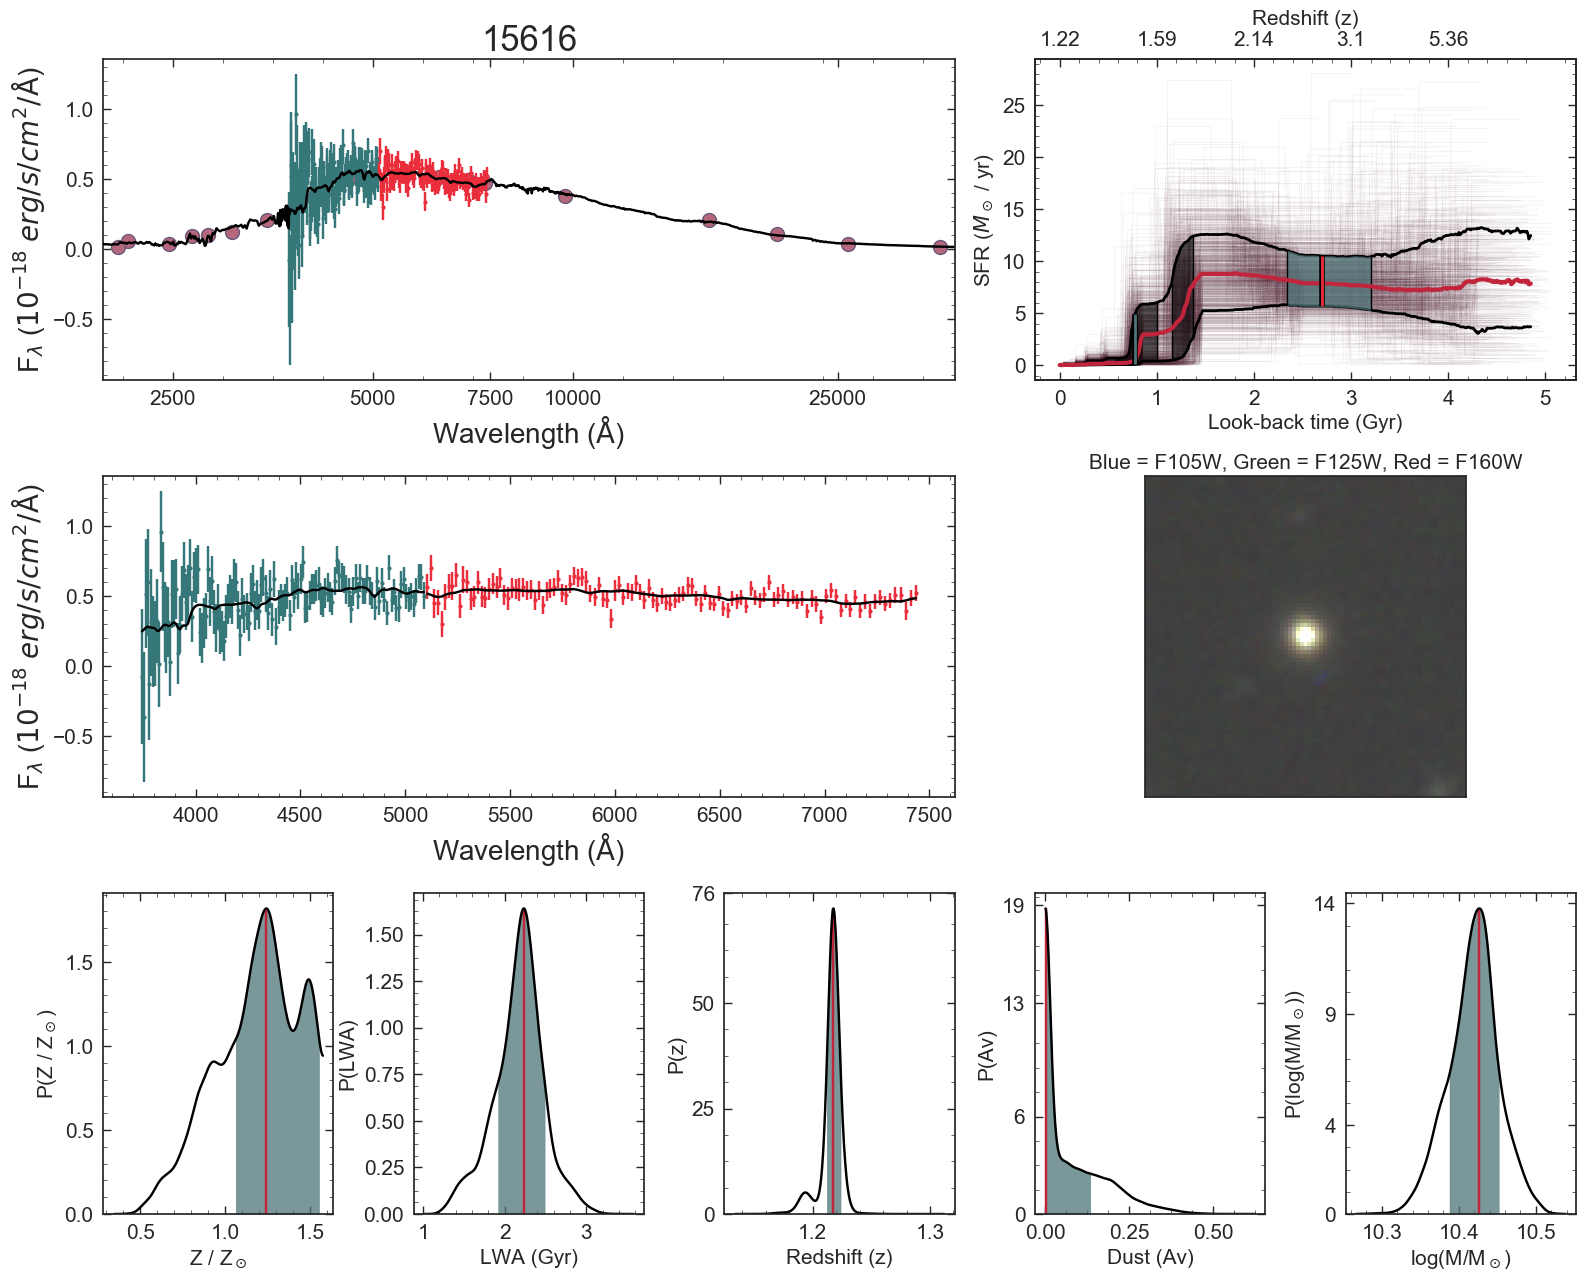 15616
1.0
0.5
0.0
−0.5
F_λ (10^−18 erg/s/cm^2/Å)
2500 5000 7500 10000 25000
Wavelength (Å)
Redshift (z)
1.22 1.59 2.14 3.1 5.36
25
20
15
10
5
0
SFR (M_⊙ / yr)
0 1 2 3 4 5
Look-back time (Gyr)
1.0
0.5
0.0
−0.5
F_λ (10^−18 erg/s/cm^2/Å)
4000 4500 5000 5500 6000 6500 7000 7500
Wavelength (Å)
Blue = F105W, Green = F125W, Red = F160W
1.5
1.0
0.5
0.0
P(Z / Z_⊙)
0.5 1.0 1.5
Z / Z_⊙
1.50
1.25
1.00
0.75
0.50
0.25
0.00
P(LWA)
1 2 3
LWA (Gyr)
76
50
25
0
P(z)
1.2 1.3
Redshift (z)
19
13
6
0
P(Av)
0.00 0.25 0.50
Dust (Av)
14
9
4
0
P(log(M/M_⊙))
10.3 10.4 10.5
log(M/M_⊙)